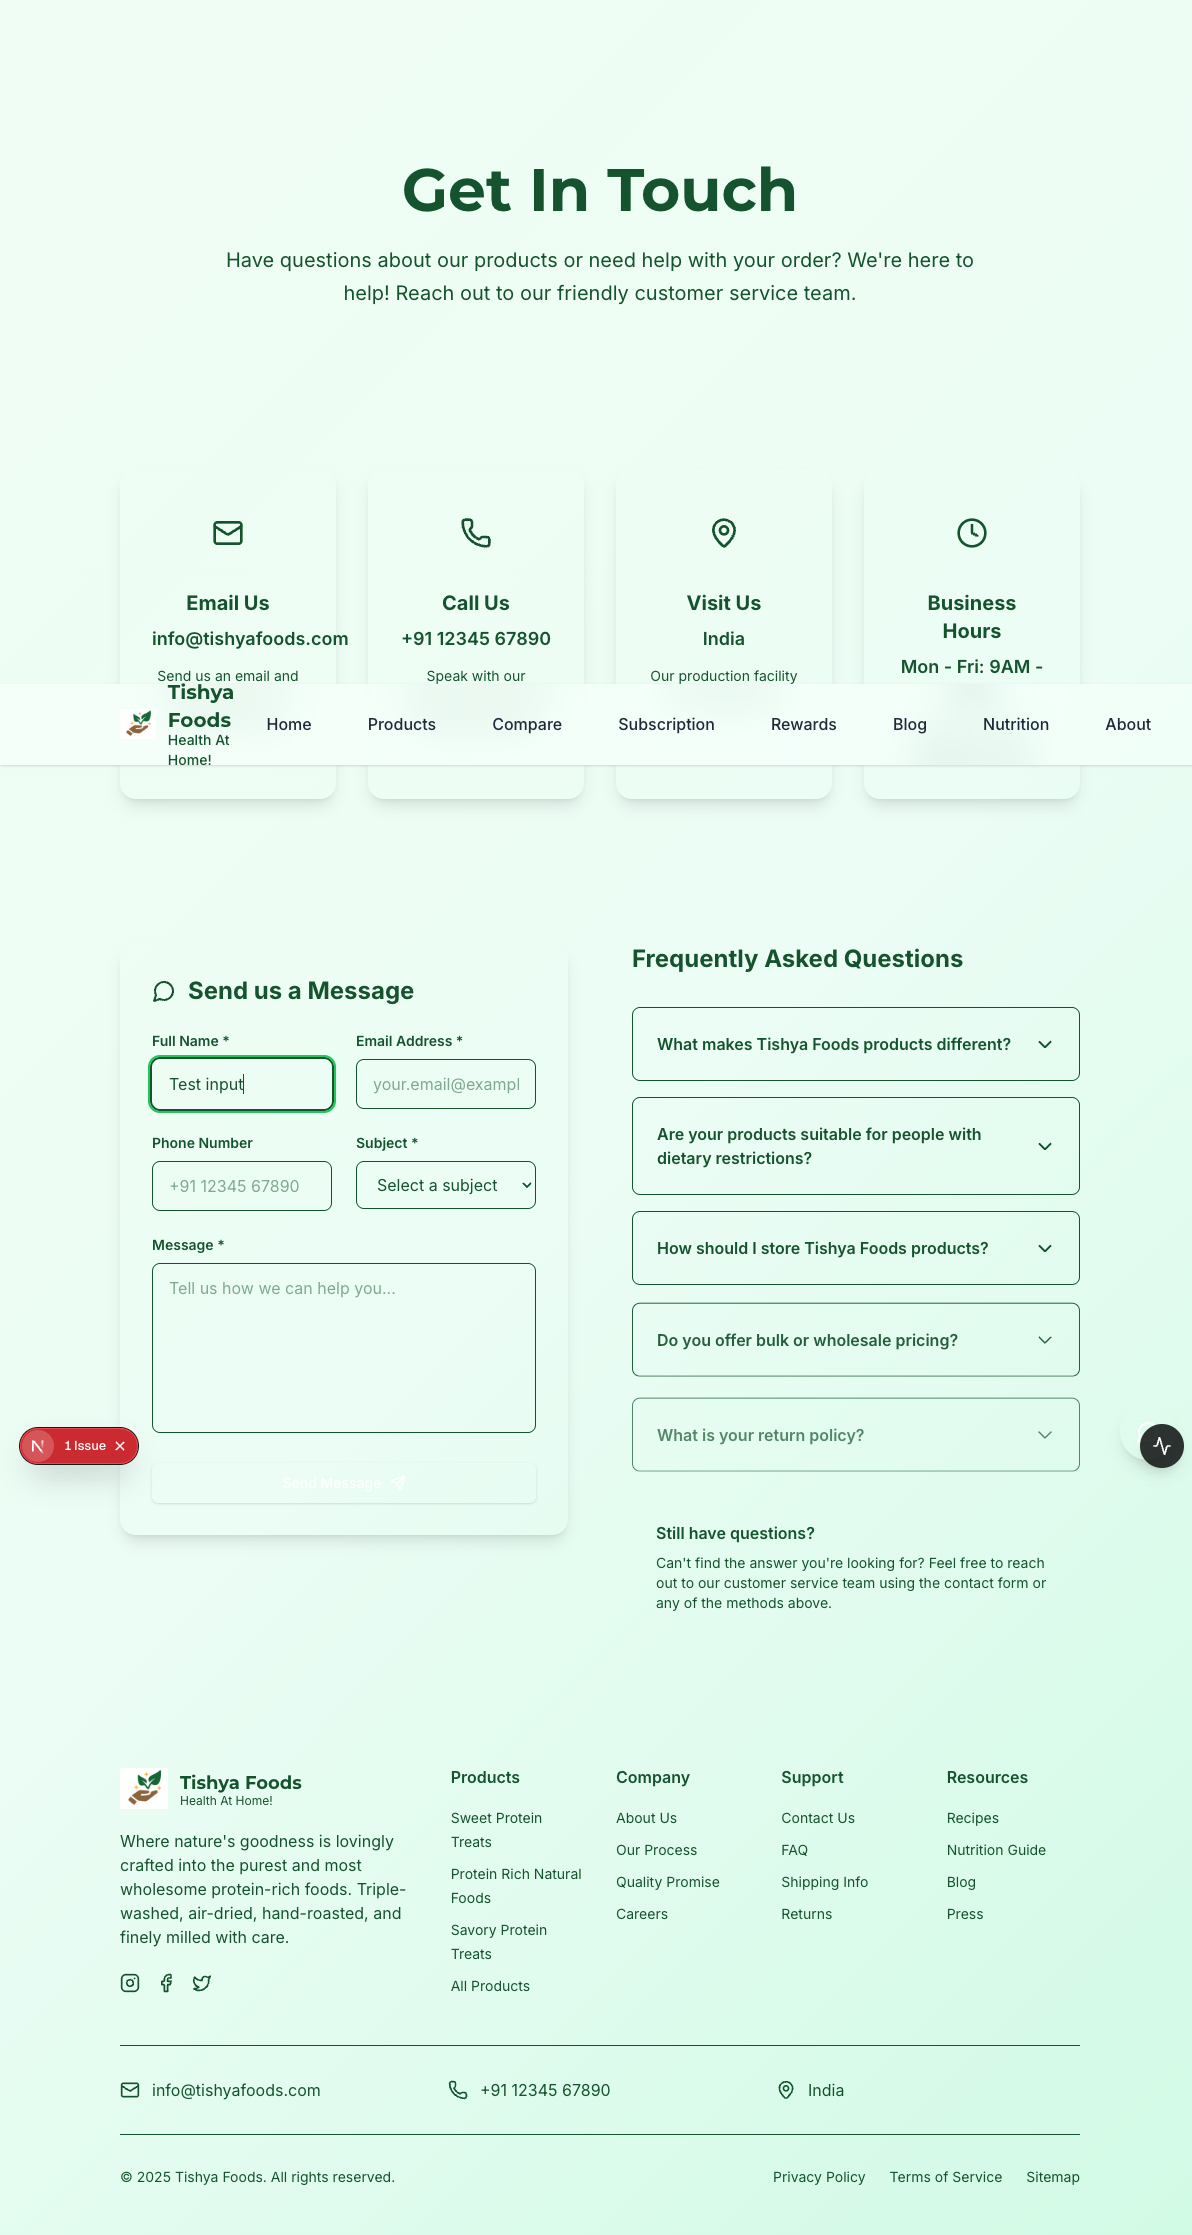 Get In Touch
Have questions about our products or need help with your order? We're here to
help! Reach out to our friendly customer service team.
Email Us
info@tishyafoods.com
Send us an email and
Call Us
+91 12345 67890
Speak with our
Visit Us
India
Our production facility
Business
Hours
Mon - Fri: 9AM -
Tishya
Foods
Health At
Home!
Home
Products
Compare
Subscription
Rewards
Blog
Nutrition
About
Send us a Message
Full Name *
Email Address *
Test input
your.email@exampl
Phone Number
Subject *
+91 12345 67890
Select a subject
Message *
Tell us how we can help you...
Send Message
Frequently Asked Questions
What makes Tishya Foods products different?
Are your products suitable for people with
dietary restrictions?
How should I store Tishya Foods products?
Do you offer bulk or wholesale pricing?
What is your return policy?
Still have questions?
Can't find the answer you're looking for? Feel free to reach
out to our customer service team using the contact form or
any of the methods above.
N
1 Issue
Tishya Foods
Health At Home!
Where nature's goodness is lovingly
crafted into the purest and most
wholesome protein-rich foods. Triple-
washed, air-dried, hand-roasted, and
finely milled with care.
Products
Sweet Protein
Treats
Protein Rich Natural
Foods
Savory Protein
Treats
All Products
Company
About Us
Our Process
Quality Promise
Careers
Support
Contact Us
FAQ
Shipping Info
Returns
Resources
Recipes
Nutrition Guide
Blog
Press
info@tishyafoods.com
+91 12345 67890
India
© 2025 Tishya Foods. All rights reserved.
Privacy Policy
Terms of Service
Sitemap